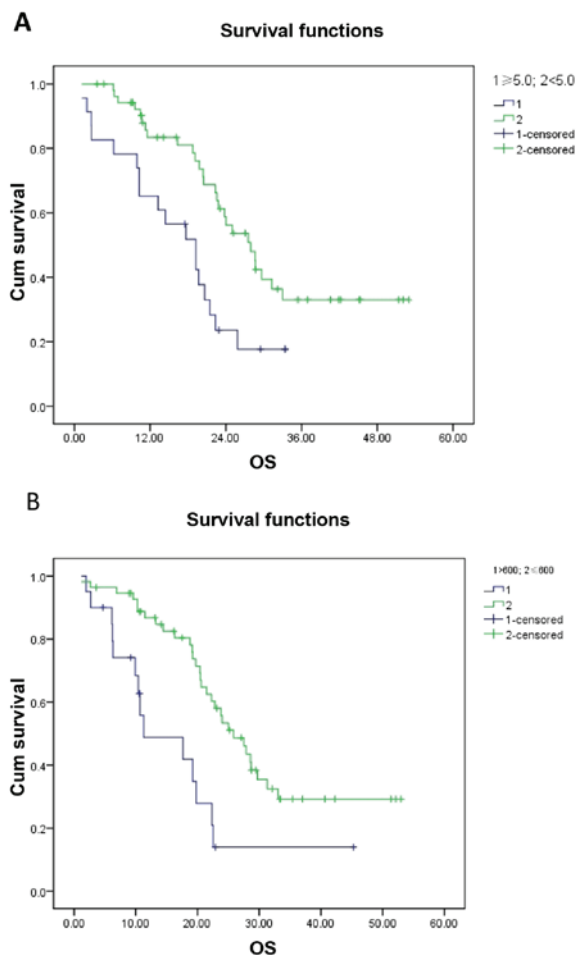 A
Survival functions
1≥5.0; 2<5.0
1
2
1-censored
2-censored
Cum survival
1.0
0.8
0.6
0.4
0.2
0.0
0.00 12.00 24.00 36.00 48.00 60.00
OS
B
Survival functions
1>600; 2≤600
1
2
1-censored
2-censored
Cum survival
1.0
0.8
0.6
0.4
0.2
0.0
0.00 10.00 20.00 30.00 40.00 50.00 60.00
OS